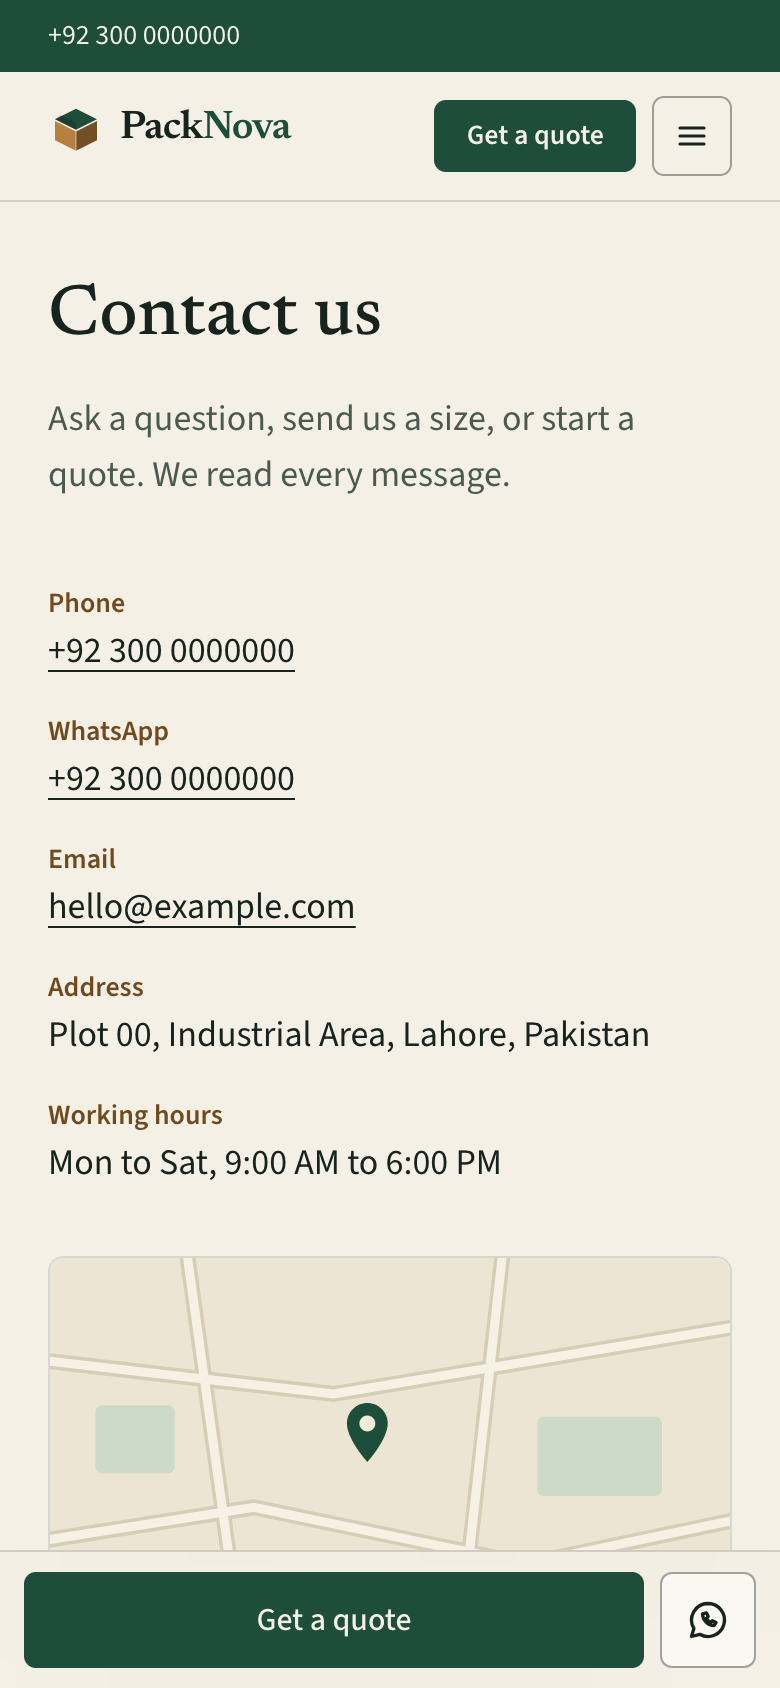 +92 300 0000000
PackNova
Get a quote
Contact us
Ask a question, send us a size, or start a
quote. We read every message.
Phone
+92 300 0000000
WhatsApp
+92 300 0000000
Email
hello@example.com
Address
Plot 00, Industrial Area, Lahore, Pakistan
Working hours
Mon to Sat, 9:00 AM to 6:00 PM
Get a quote